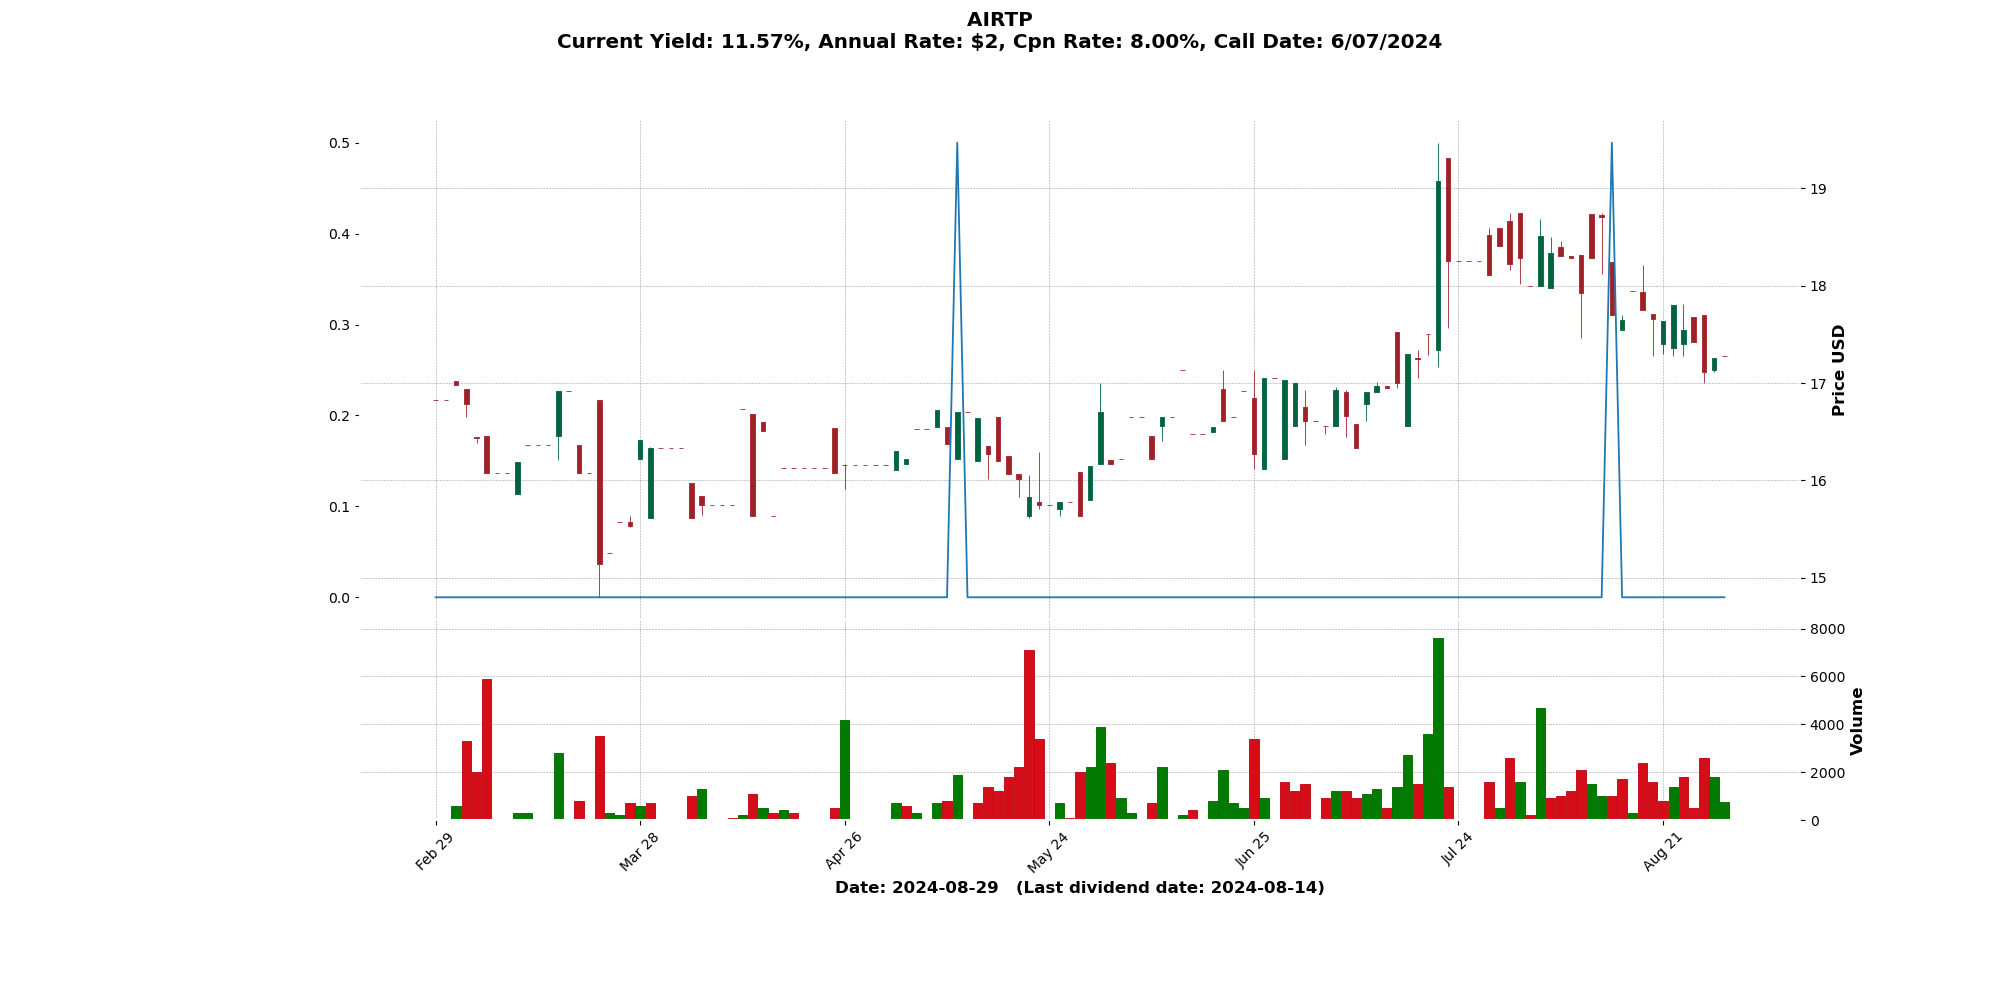 AIRTP
Current Yield: 11.57%, Annual Rate: $2, Cpn Rate: 8.00%, Call Date: 6/07/2024
0.5
0.4
0.3
0.2
0.1
0.0
19
18
17
16
15
Price USD
8000
6000
4000
2000
0
Volume
Feb 29
Mar 28
Apr 26
May 24
Jun 25
Jul 24
Aug 21
Date: 2024-08-29 (Last dividend date: 2024-08-14)